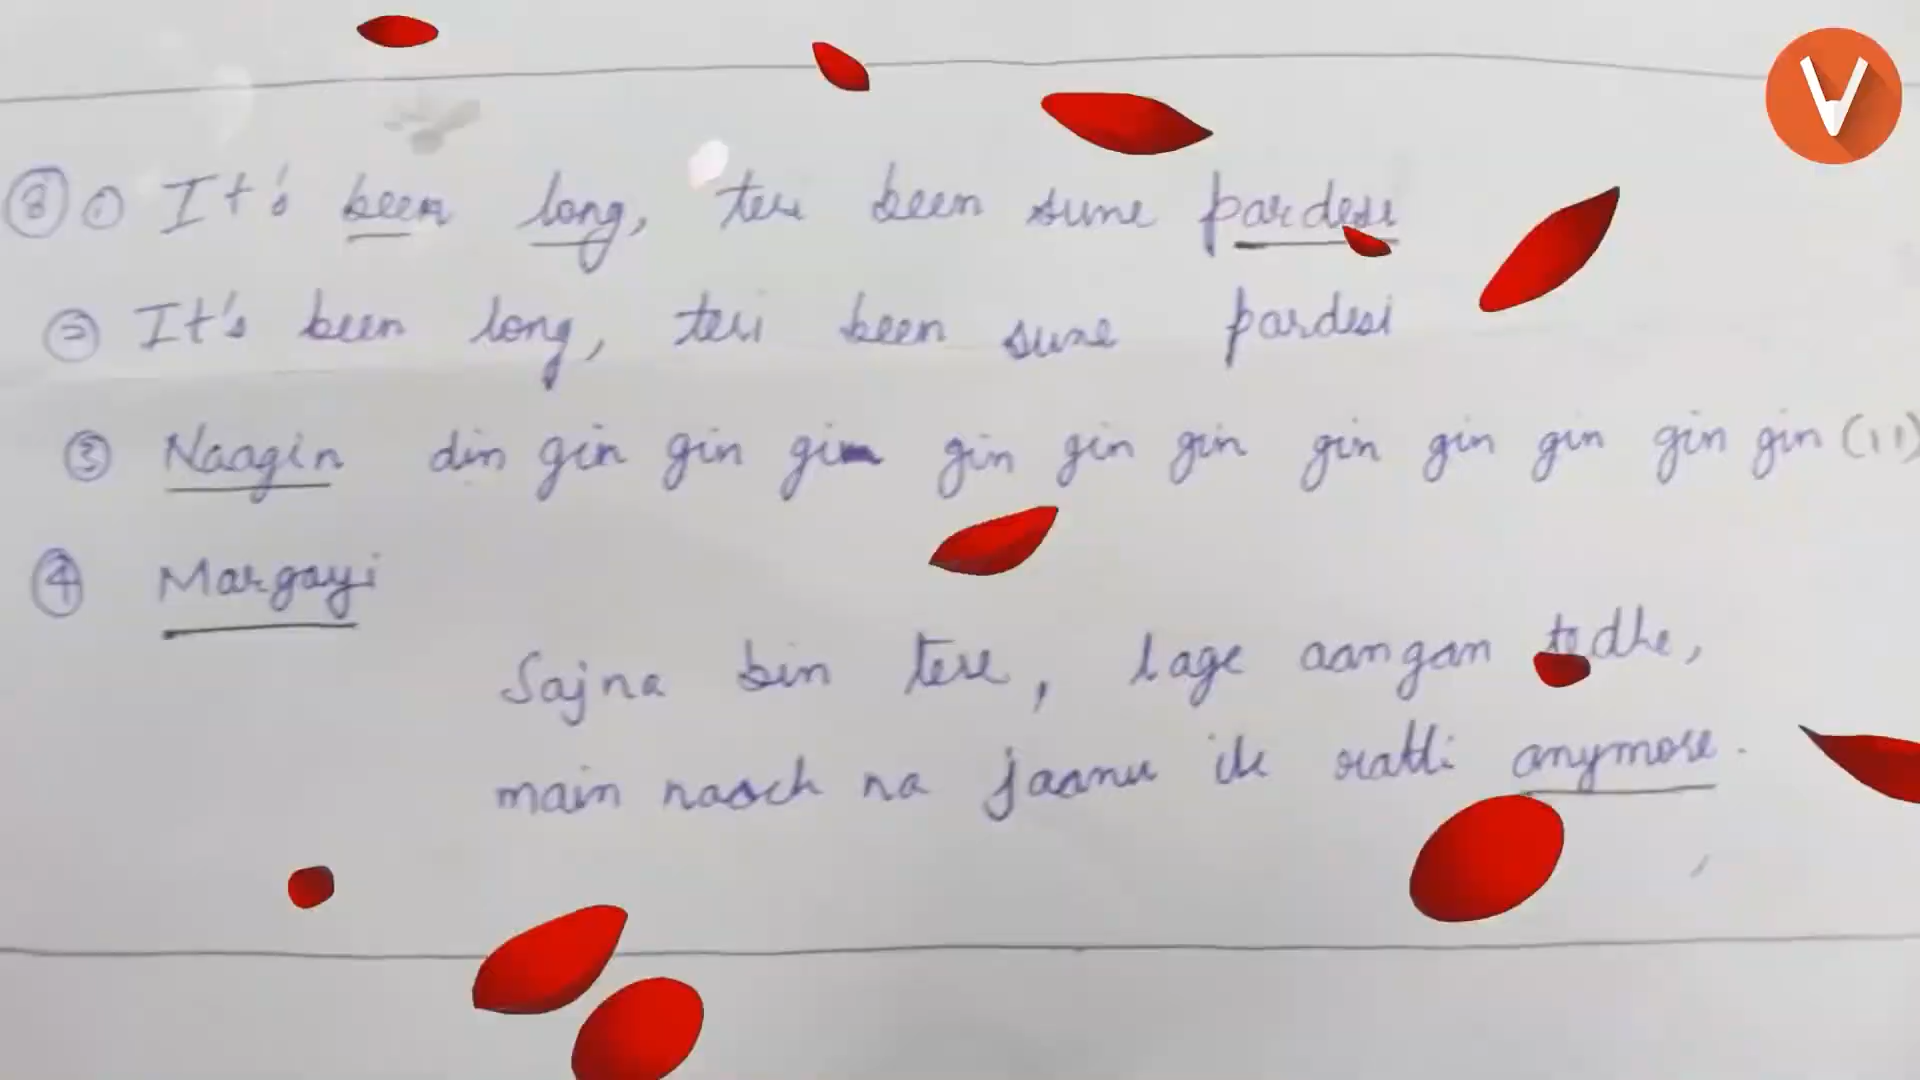 ③ ① It's been long, teri been sune pardesi
② It's been long, teri been sune pardesi
③ Naagin din gin gin gin gin gin gin gin gin gin gin gin (11)
④ Margayi
Sajna bin tere, lage aangan tedhe,
main naach na jaanu ik ratti anymore.
V